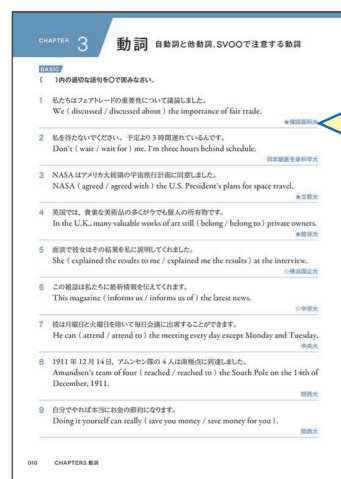 CHAPTER 3 動詞 自動詞と他動詞、SVOOで注意する動詞
BASIC
( )内の適切な語句を○で囲みなさい。
1 私たちはフェアトレードの重要性について議論しました。
We ( discussed / discussed about ) the importance of fair trade.
★獨協医科大
2 私を待たないでください。予定より3時間遅れているんです。
Don't ( wait / wait for ) me. I'm three hours behind schedule.
日本獣医生命科学大
3 NASAはアメリカ大統領の宇宙旅行計画に同意しました。
NASA ( agreed / agreed with ) the U.S. President's plans for space travel.
★立教大
4 英国では、貴重な美術品の多くが今でも個人の所有物です。
In the U.K., many valuable works of art still ( belong / belong to ) private owners.
★龍谷大
5 面談で彼女はその結果を私に説明してくれました。
She ( explained the results to me / explained me the results ) at the interview.
☆横浜国立大
6 この雑誌は私たちに最新情報を伝えてくれます。
This magazine ( informs us / informs us of ) the latest news.
☆中京大
7 彼は月曜日と火曜日を除いて毎日会議に出席することができます。
He can ( attend / attend to ) the meeting every day except Monday and Tuesday.
中央大
8 1911年12月14日、アムンセン隊の4人は南極点に到達しました。
Amundsen's team of four ( reached / reached to ) the South Pole on the 14th of
December, 1911.
関西大
9 自分でやれば本当にお金の節約になります。
Doing it yourself can really ( save you money / save money for you ).
関西大
010 CHAPTER3 動詞